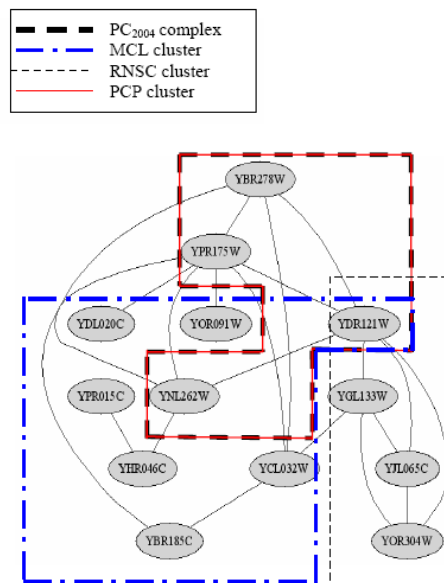 PC2004 complex
MCL cluster
RNSC cluster
PCP cluster
YBR278W
YPR175W
YDL020C YOR091W YDR121W
YPR015C YNL262W YGL133W
YHR046C YCL032W YJL065C
YBR185C YOR304W